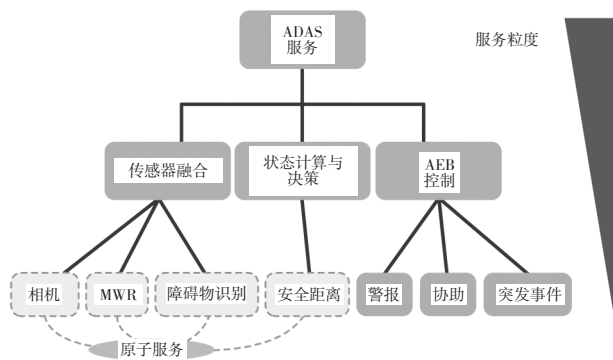 ADAS
服务
服务粒度
传感器融合
状态计算与
决策
AEB
控制
相机
MWR
障碍物识别
安全距离
警报
协助
突发事件
原子服务